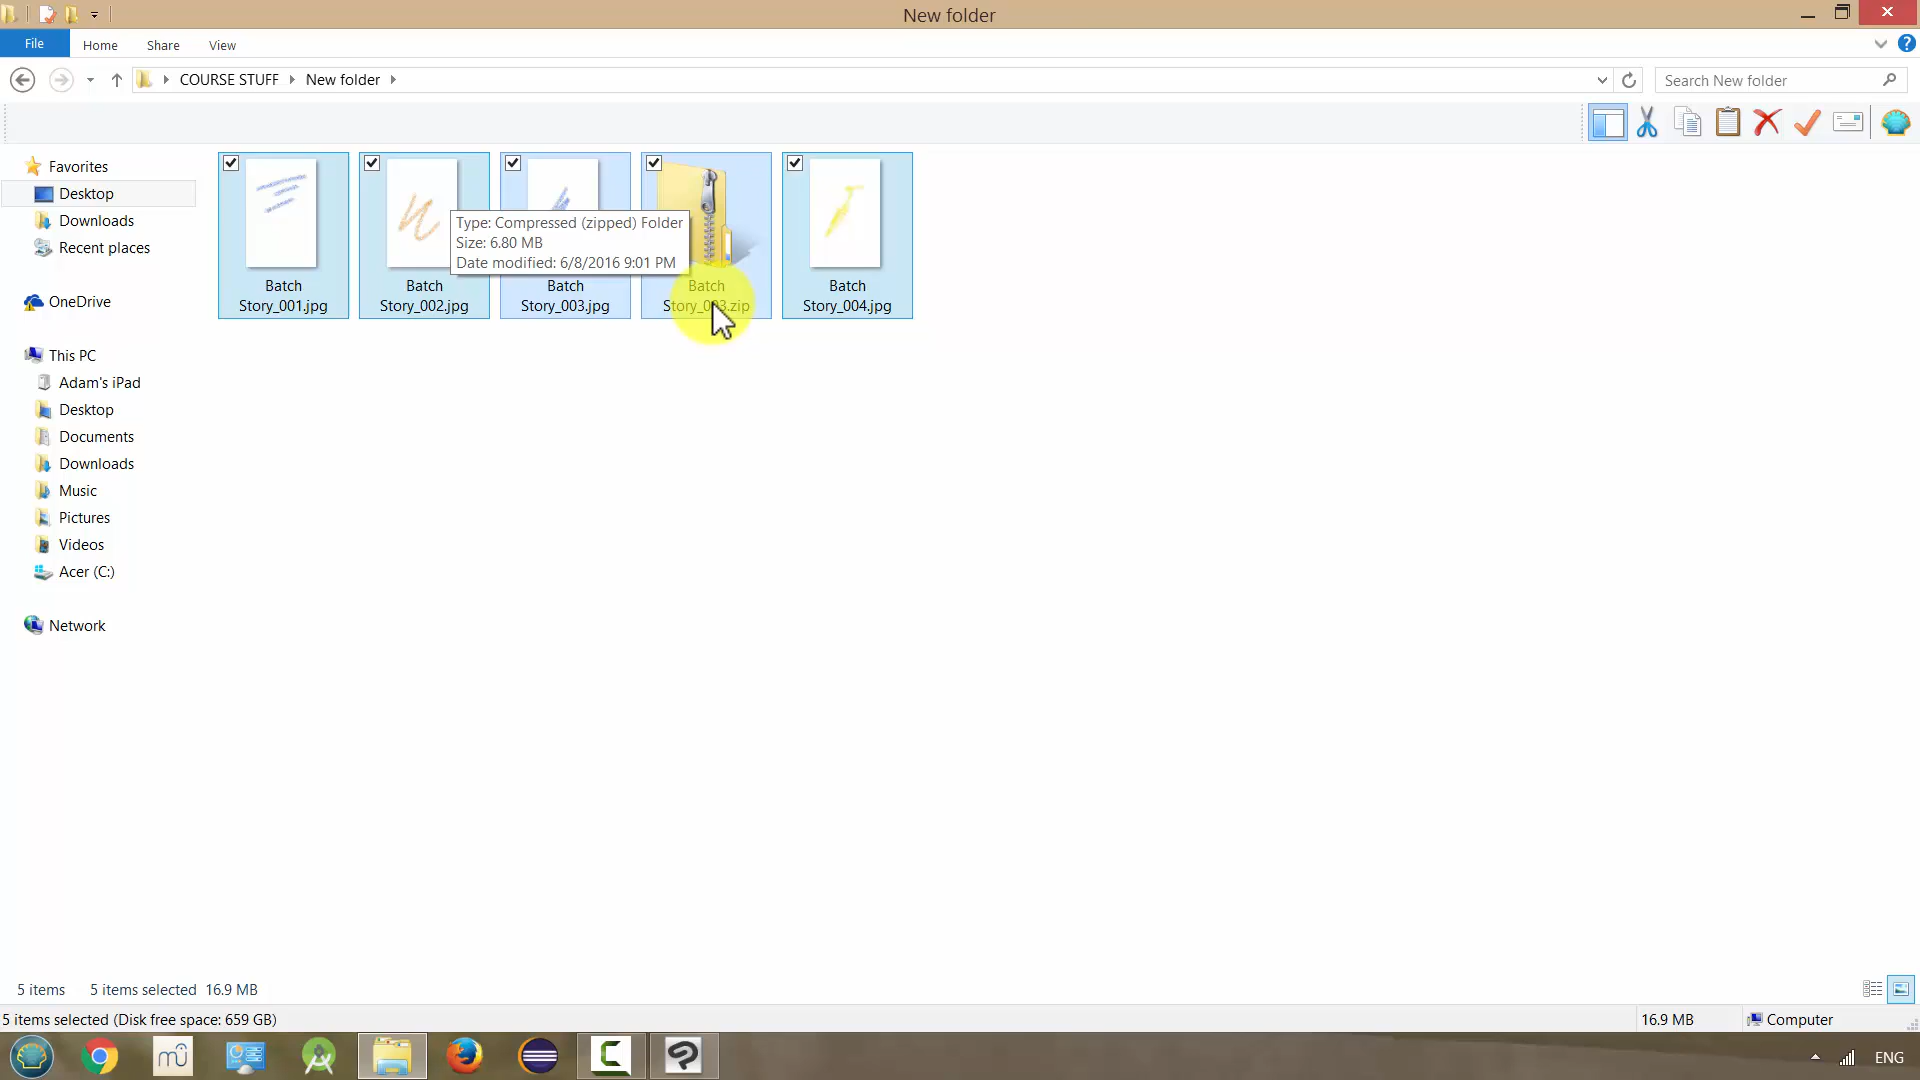 New folder
File
Home
Share
View
COURSE STUFF
New folder
Search New folder
Favorites
Desktop
Downloads
Recent places
OneDrive
This PC
Adam's iPad
Desktop
Documents
Downloads
Music
Pictures
Videos
Acer (C:)
Network
Batch
Story_001.jpg
Batch
Story_002.jpg
Batch
Story_003.jpg
Batch
Story_003.zip
Batch
Story_004.jpg
Type: Compressed (zipped) Folder
Size: 6.80 MB
Date modified: 6/8/2016 9:01 PM
5 items
5 items selected 16.9 MB
5 items selected (Disk free space: 659 GB)
16.9 MB
Computer
ENG